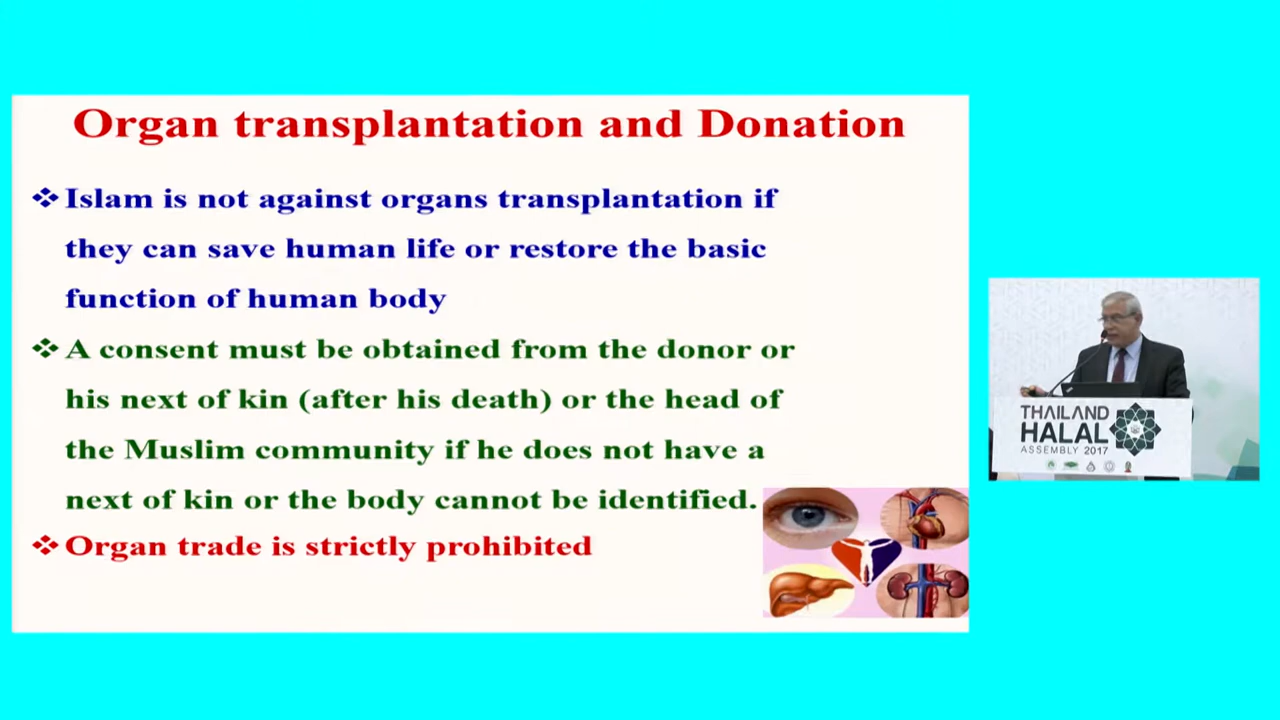 Organ transplantation and Donation
❖Islam is not against organs transplantation if
they can save human life or restore the basic
function of human body
❖A consent must be obtained from the donor or
his next of kin (after his death) or the head of
the Muslim community if he does not have a
next of kin or the body cannot be identified.
❖Organ trade is strictly prohibited
THAILAND
HALAL
ASSEMBLY 2017